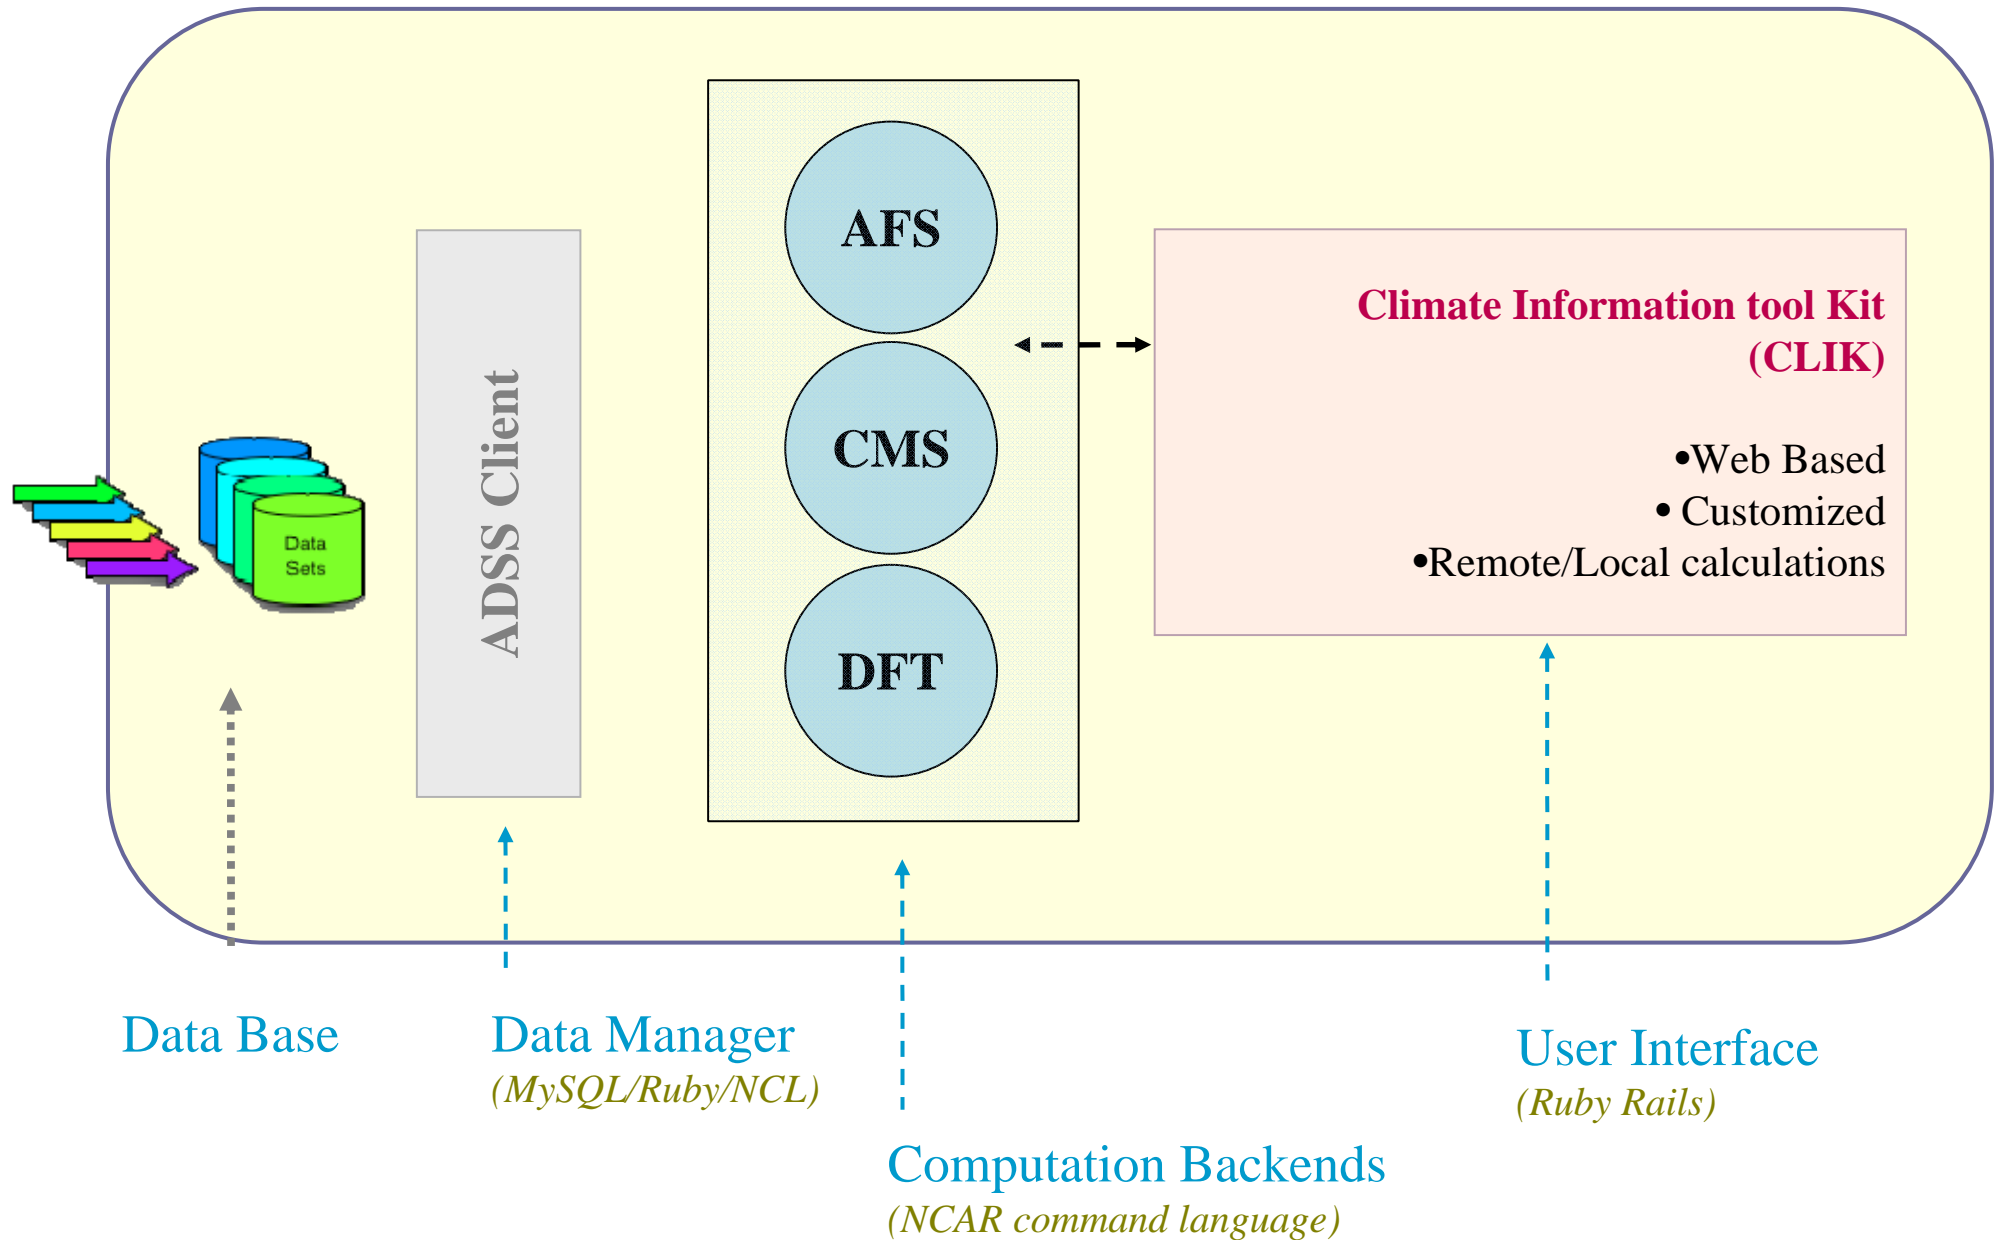 AFS
CMS
DFT
ADSS Client
Data
Sets
Climate Information tool Kit
(CLIK)
•Web Based
• Customized
•Remote/Local calculations
Data Base
Data Manager
(MySQL/Ruby/NCL)
Computation Backends
(NCAR command language)
User Interface
(Ruby Rails)